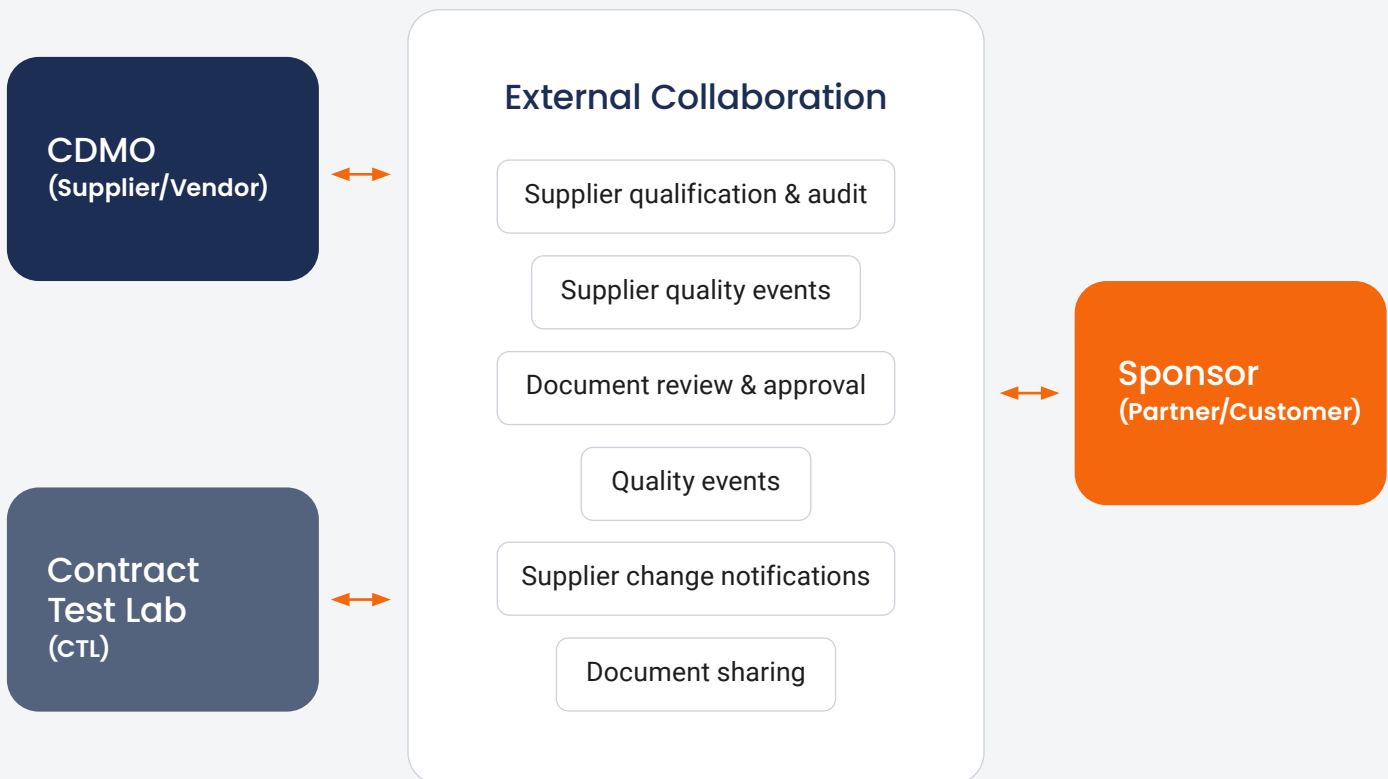 CDMO
(Supplier/Vendor)
Contract
Test Lab
(CTL)
External Collaboration
Supplier qualification & audit
Supplier quality events
Document review & approval
Quality events
Supplier change notifications
Document sharing
Sponsor
(Partner/Customer)